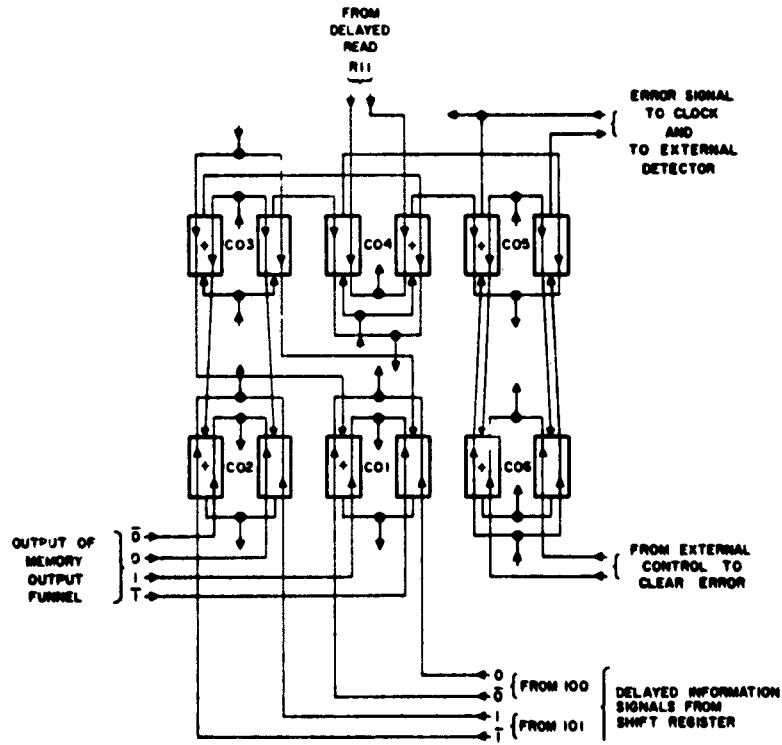 FROM
DELAYED
READ
R11
ERROR SIGNAL
TO CLOCK
AND
TO EXTERNAL
DETECTOR
+ C03
C04 +
+ C05
+ C02
+ C01
+ C06
OUTPUT OF
MEMORY
OUTPUT
FUNNEL
0̅
0
1
1̅
FROM EXTERNAL
CONTROL TO
CLEAR ERROR
0
0̅
FROM 100
1
1̅
FROM 101
DELAYED INFORMATION
SIGNALS FROM
SHIFT REGISTER